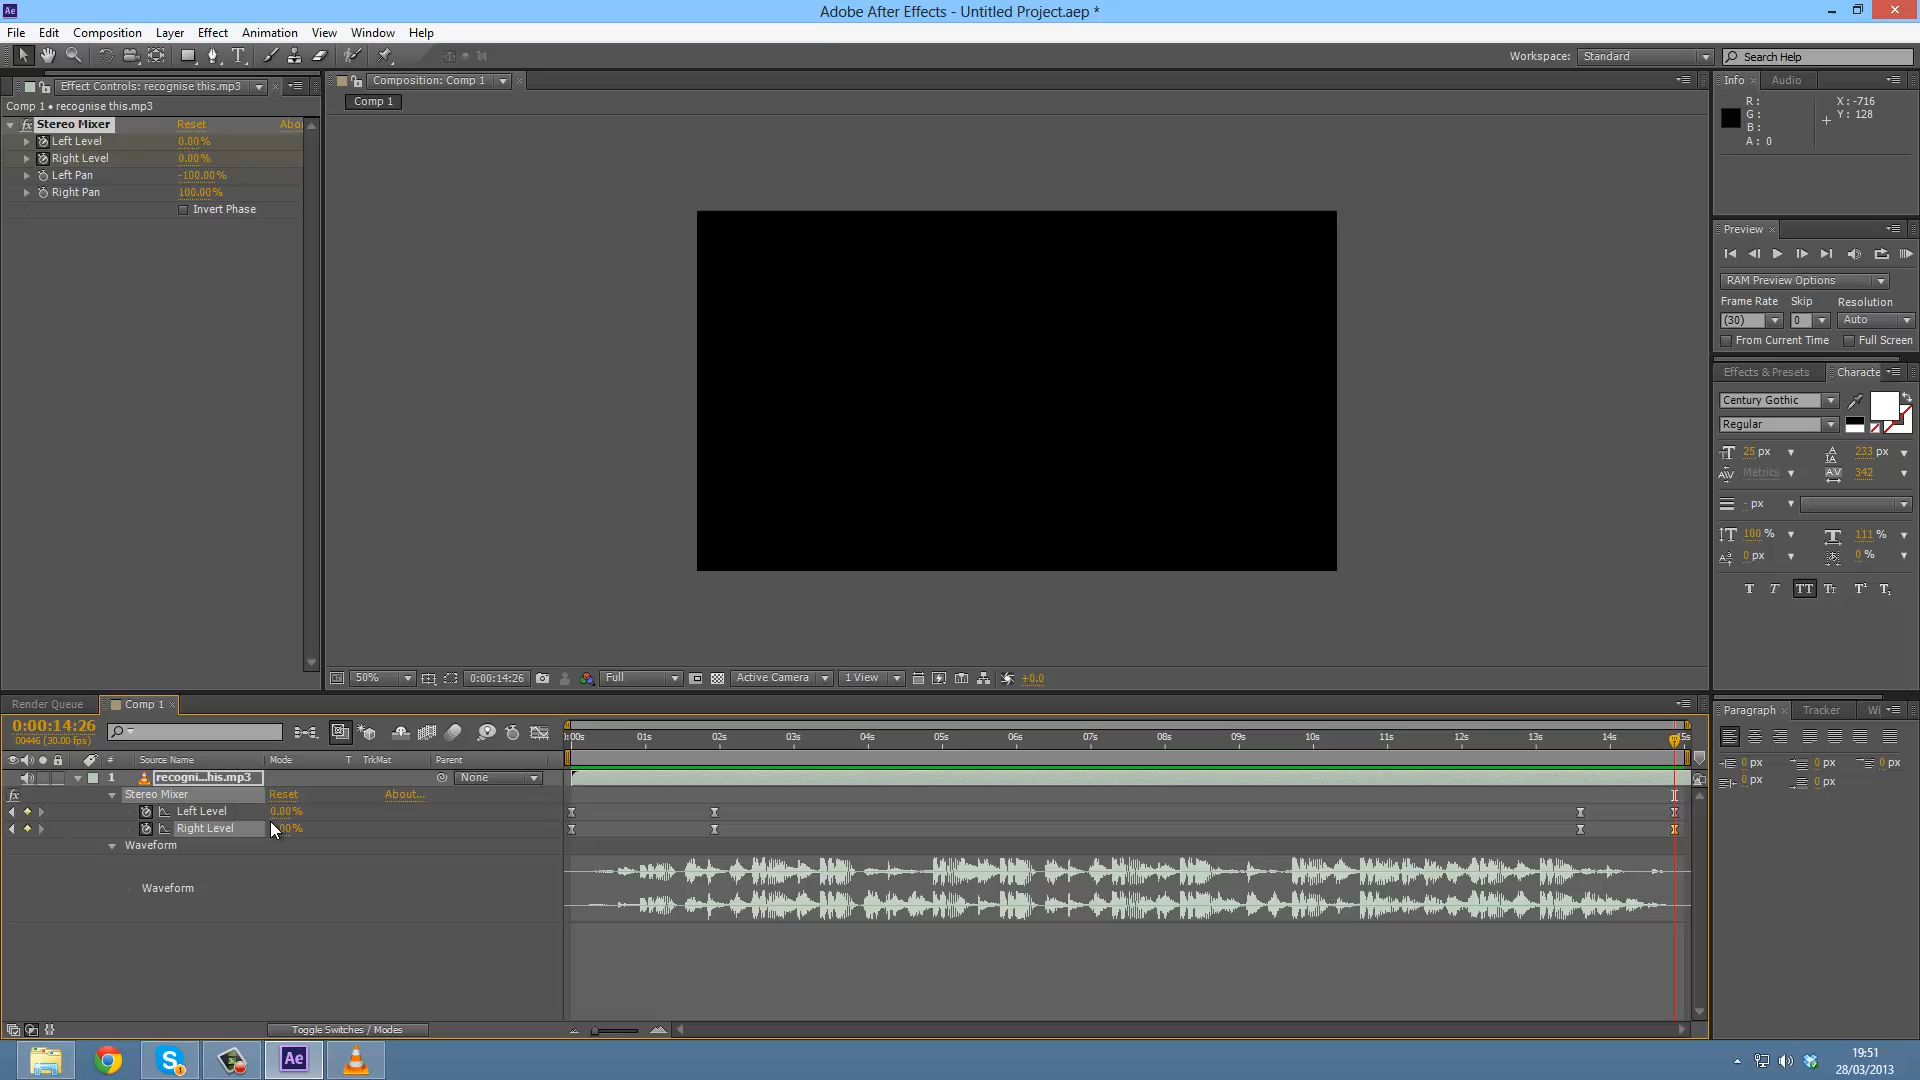 Adobe After Effects - Untitled Project.aep *
File Edit Composition Layer Effect Animation View Window Help
Workspace: Standard Search Help
Effect Controls: recognise this.mp3
Comp 1 • recognise this.mp3
Stereo Mixer Reset Abo
Left Level 0.00%
Right Level 0.00%
Left Pan -100.00%
Right Pan 100.00%
Invert Phase
Composition: Comp 1
Comp 1
50% 0:00:14:26 Full Active Camera 1 View +0.0
Info Audio
R:
G:
B:
A: 0
X: -716
Y: 128
Preview
RAM Preview Options
Frame Rate Skip Resolution
(30) 0 Auto
From Current Time Full Screen
Effects & Presets Characte
Century Gothic
Regular
25 px 233 px
Metrics 342
- px
100 % 111 %
0 px 0 %
T T TT Tт T¹ T₁
Render Queue Comp 1
0:00:14:26
00446 (30.00 fps)
:00s 01s 02s 03s 04s 05s 06s 07s 08s 09s 10s 11s 12s 13s 14s 5s
# Source Name Mode T TrkMat Parent
1 recogni...his.mp3 None
Stereo Mixer Reset About...
Left Level 0.00%
Right Level .00%
Waveform
Waveform
Toggle Switches / Modes
Paragraph Tracker Wi
0 px 0 px 0 px
0 px 0 px
Ae
19:51
28/03/2013